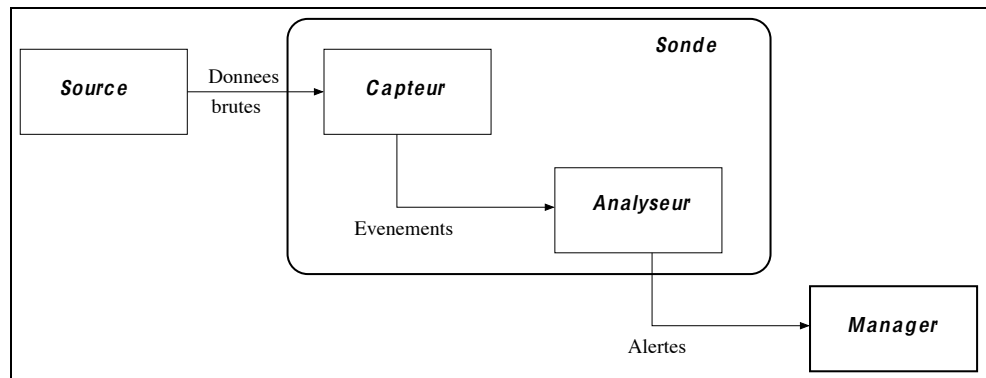 Sonde
Source
Donnees
brutes
Capteur
Evenements
Analyseur
Alertes
Manager